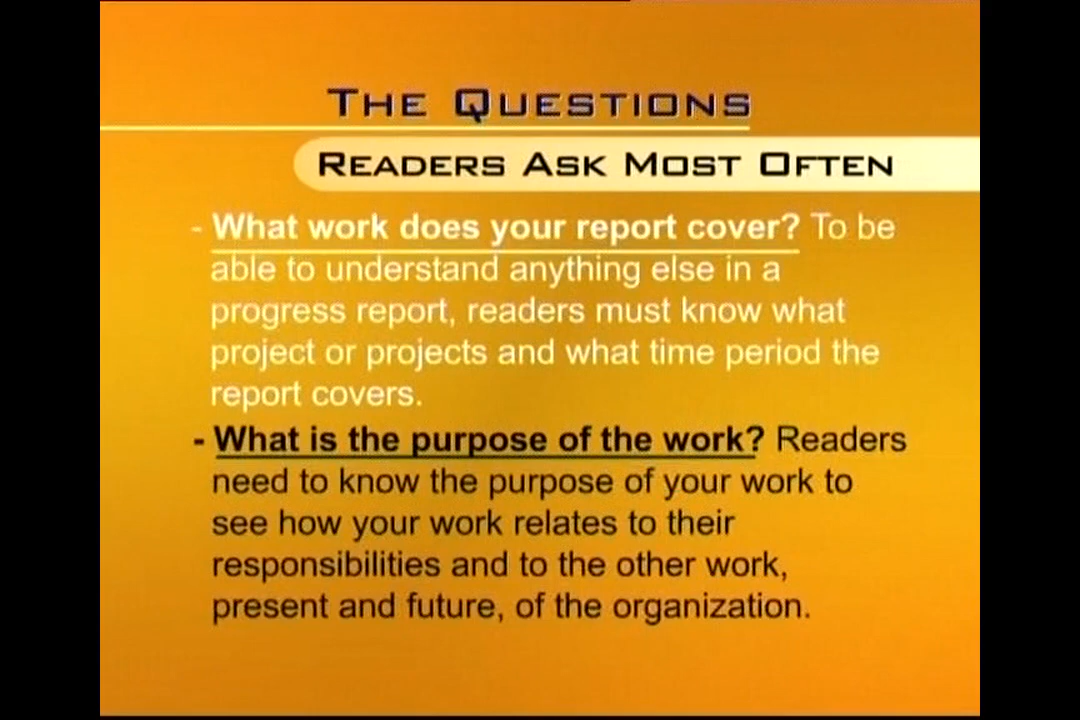 THE QUESTIONS
READERS ASK MOST OFTEN
- What work does your report cover? To be
able to understand anything else in a
progress report, readers must know what
project or projects and what time period the
report covers.
- What is the purpose of the work? Readers
need to know the purpose of your work to
see how your work relates to their
responsibilities and to the other work,
present and future, of the organization.